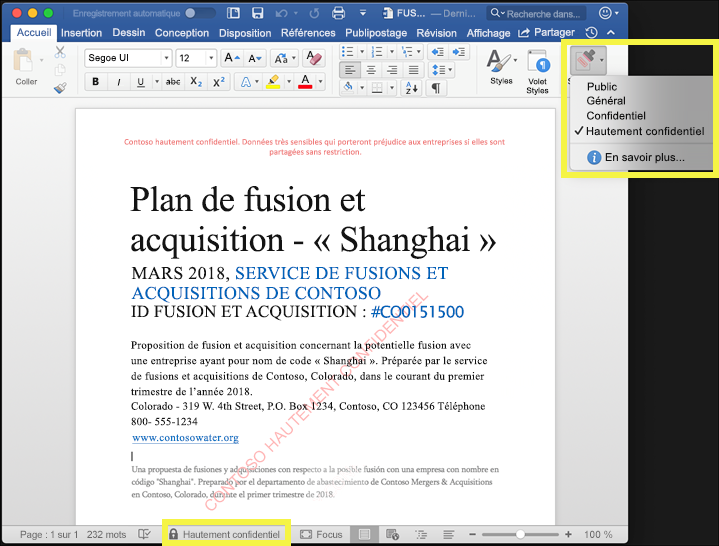 Enregistrement automatique
FUS...
— Derni...
Recherche dans...
Accueil Insertion Dessin Conception Disposition Références Publipostage Révision Affichage Partager
Coller
Segoe UI 12
Styles
Volet
Styles
B I U abc X2 X2 A
Public
Général
Confidentiel
Hautement confidentiel
En savoir plus...
Contoso hautement confidentiel. Données très sensibles qui porteront préjudice aux entreprises si elles sont
partagées sans restriction.
Plan de fusion et
acquisition - « Shanghai »
MARS 2018, SERVICE DE FUSIONS ET
ACQUISITIONS DE CONTOSO
ID FUSION ET ACQUISITION : #CO0151500
Proposition de fusion et acquisition concernant la potentielle fusion avec
une entreprise ayant pour nom de code « Shanghai ». Préparée par le service
de fusions et acquisitions de Contoso, Colorado, dans le courant du premier
trimestre de l'année 2018.
Colorado - 319 W. 4th Street, P.O. Box 1234, Contoso, CO 123456 Téléphone
800- 555-1234
www.contosowater.org
Una propuesta de fusiones y adquisiciones con respecto a la posible fusión con una empresa con nombre en
código "Shanghai". Preparado por el departamento de abastecimiento de Contoso Mergers & Acquisitions
en Contoso, Colorado, durante el primer trimestre de 2018.
CONTOSO HAUTEMENT CONFIDENTIEL
Page : 1 sur 1 232 mots Hautement confidentiel Focus 100 %